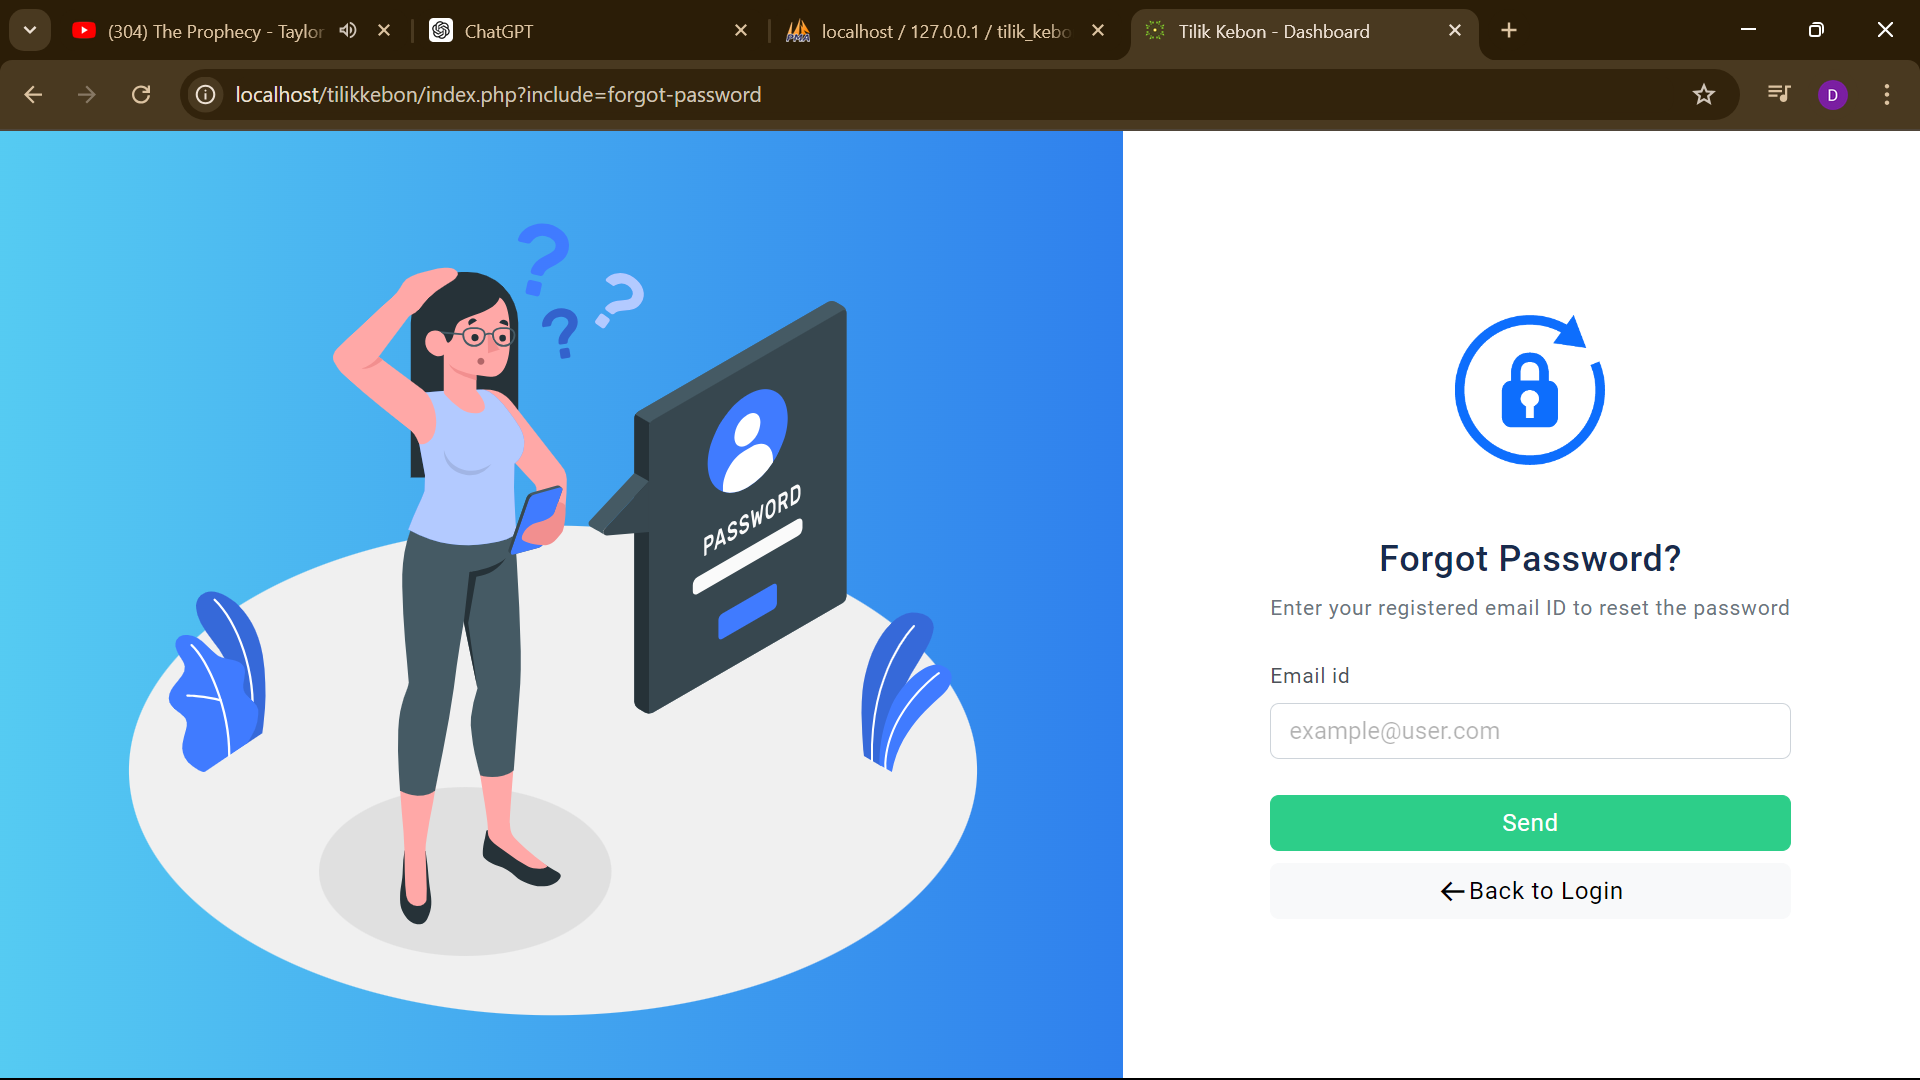 (304) The Prophecy - Taylor
ChatGPT
localhost / 127.0.0.1 / tilik_kebo
Tilik Kebon - Dashboard
localhost/tilikkebon/index.php?include=forgot-password
D
? ? ?
PASSWORD
Forgot Password?
Enter your registered email ID to reset the password
Email id
example@user.com
Send
←Back to Login